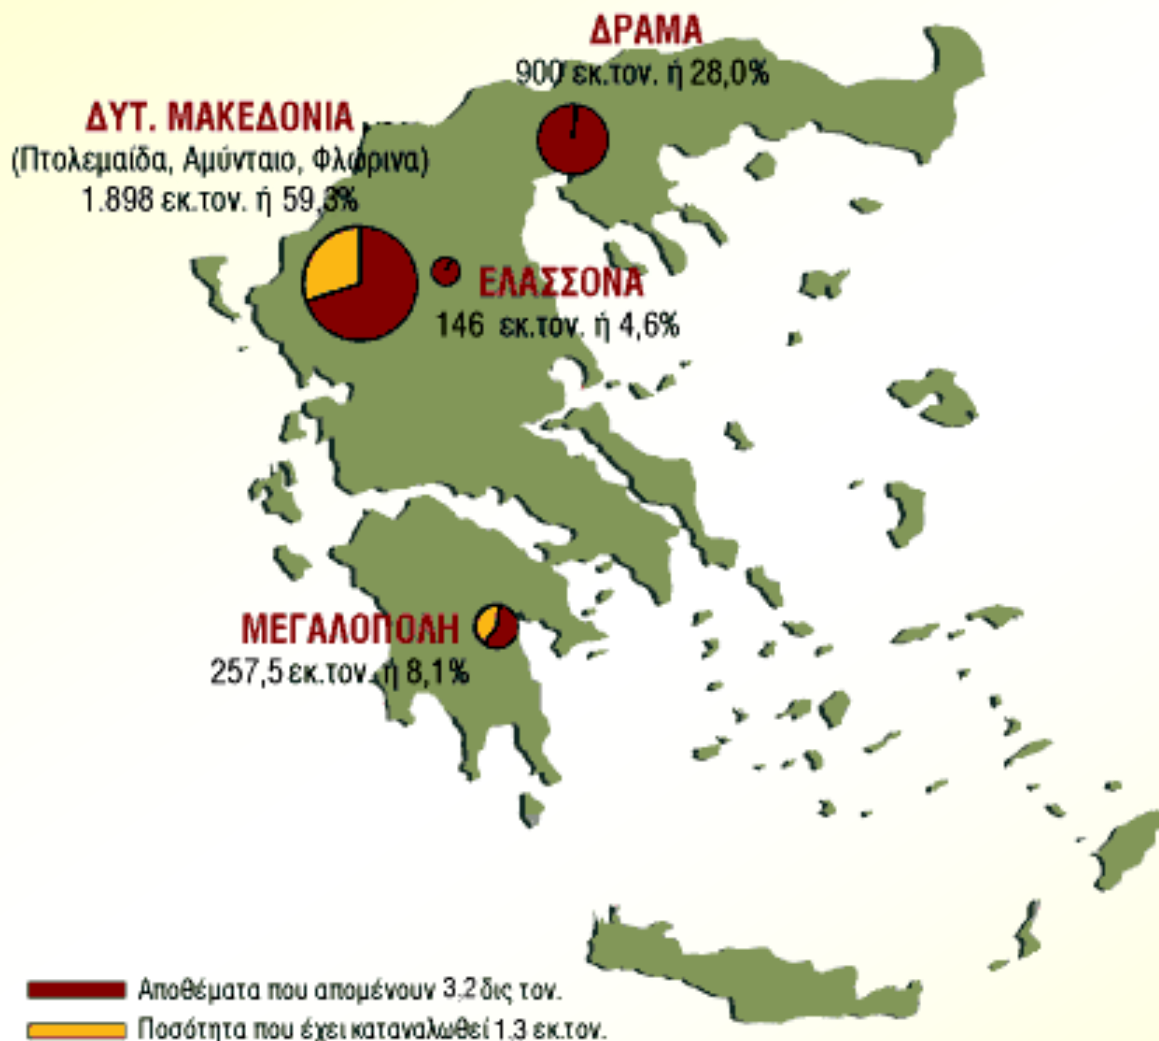 ΔΡΑΜΑ
900 εκ.τον. ή 28,0%
ΔΥΤ. ΜΑΚΕΔΟΝΙΑ
(Πτολεμαίδα, Αμύνταιο, Φλώρινα)
1.898 εκ.τον. ή 59,3%
ΕΛΑΣΣΟΝΑ
146 εκ.τον. ή 4,6%
ΜΕΓΑΛΟΠΟΛΗ
257,5 εκ.τον. ή 8,1%
Αποθέματα που απομένουν 3,2 δις τον.
Ποσότητα που έχει καταναλωθεί 1,3 εκ.τον.